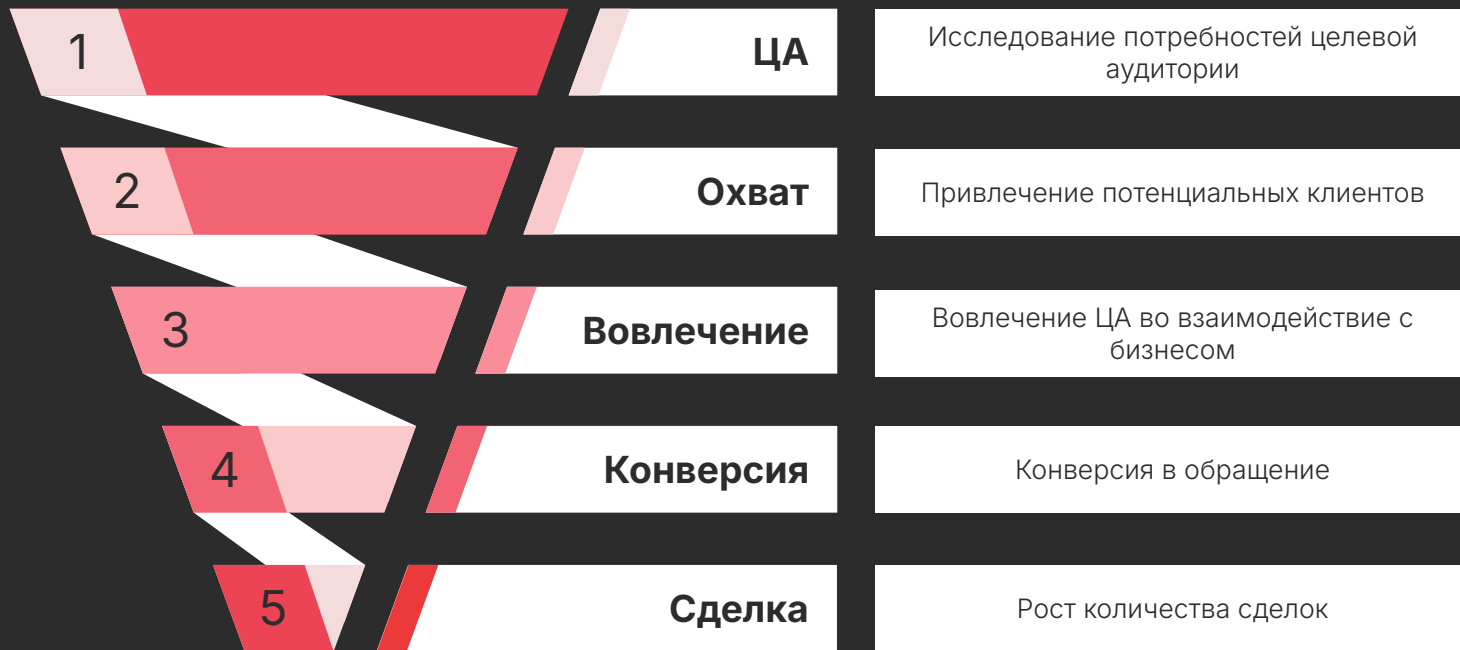 1
ЦА
Исследование потребностей целевой
аудитории
2
Охват
Привлечение потенциальных клиентов
3
Вовлечение
Вовлечение ЦА во взаимодействие с
бизнесом
4
Конверсия
Конверсия в обращение
5
Сделка
Рост количества сделок